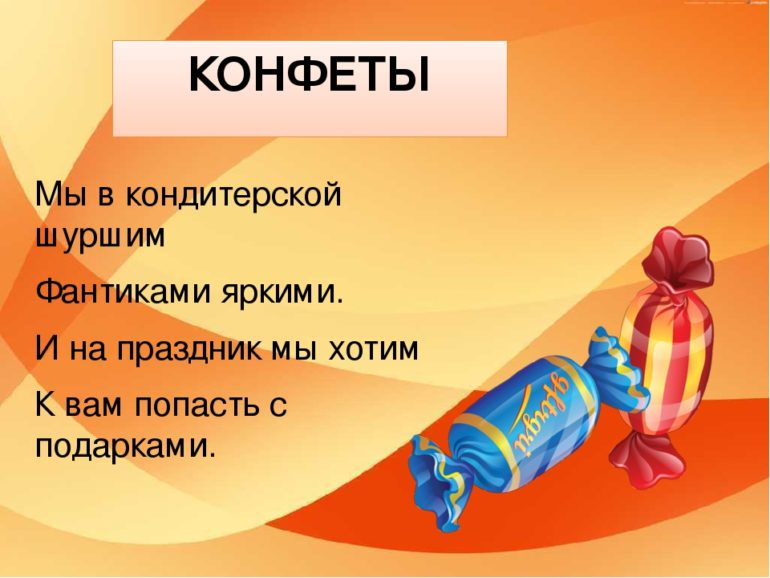 КОНФЕТЫ
Мы в кондитерской
шуршим
Фантиками яркими.
И на праздник мы хотим
К вам попасть с
подарками.